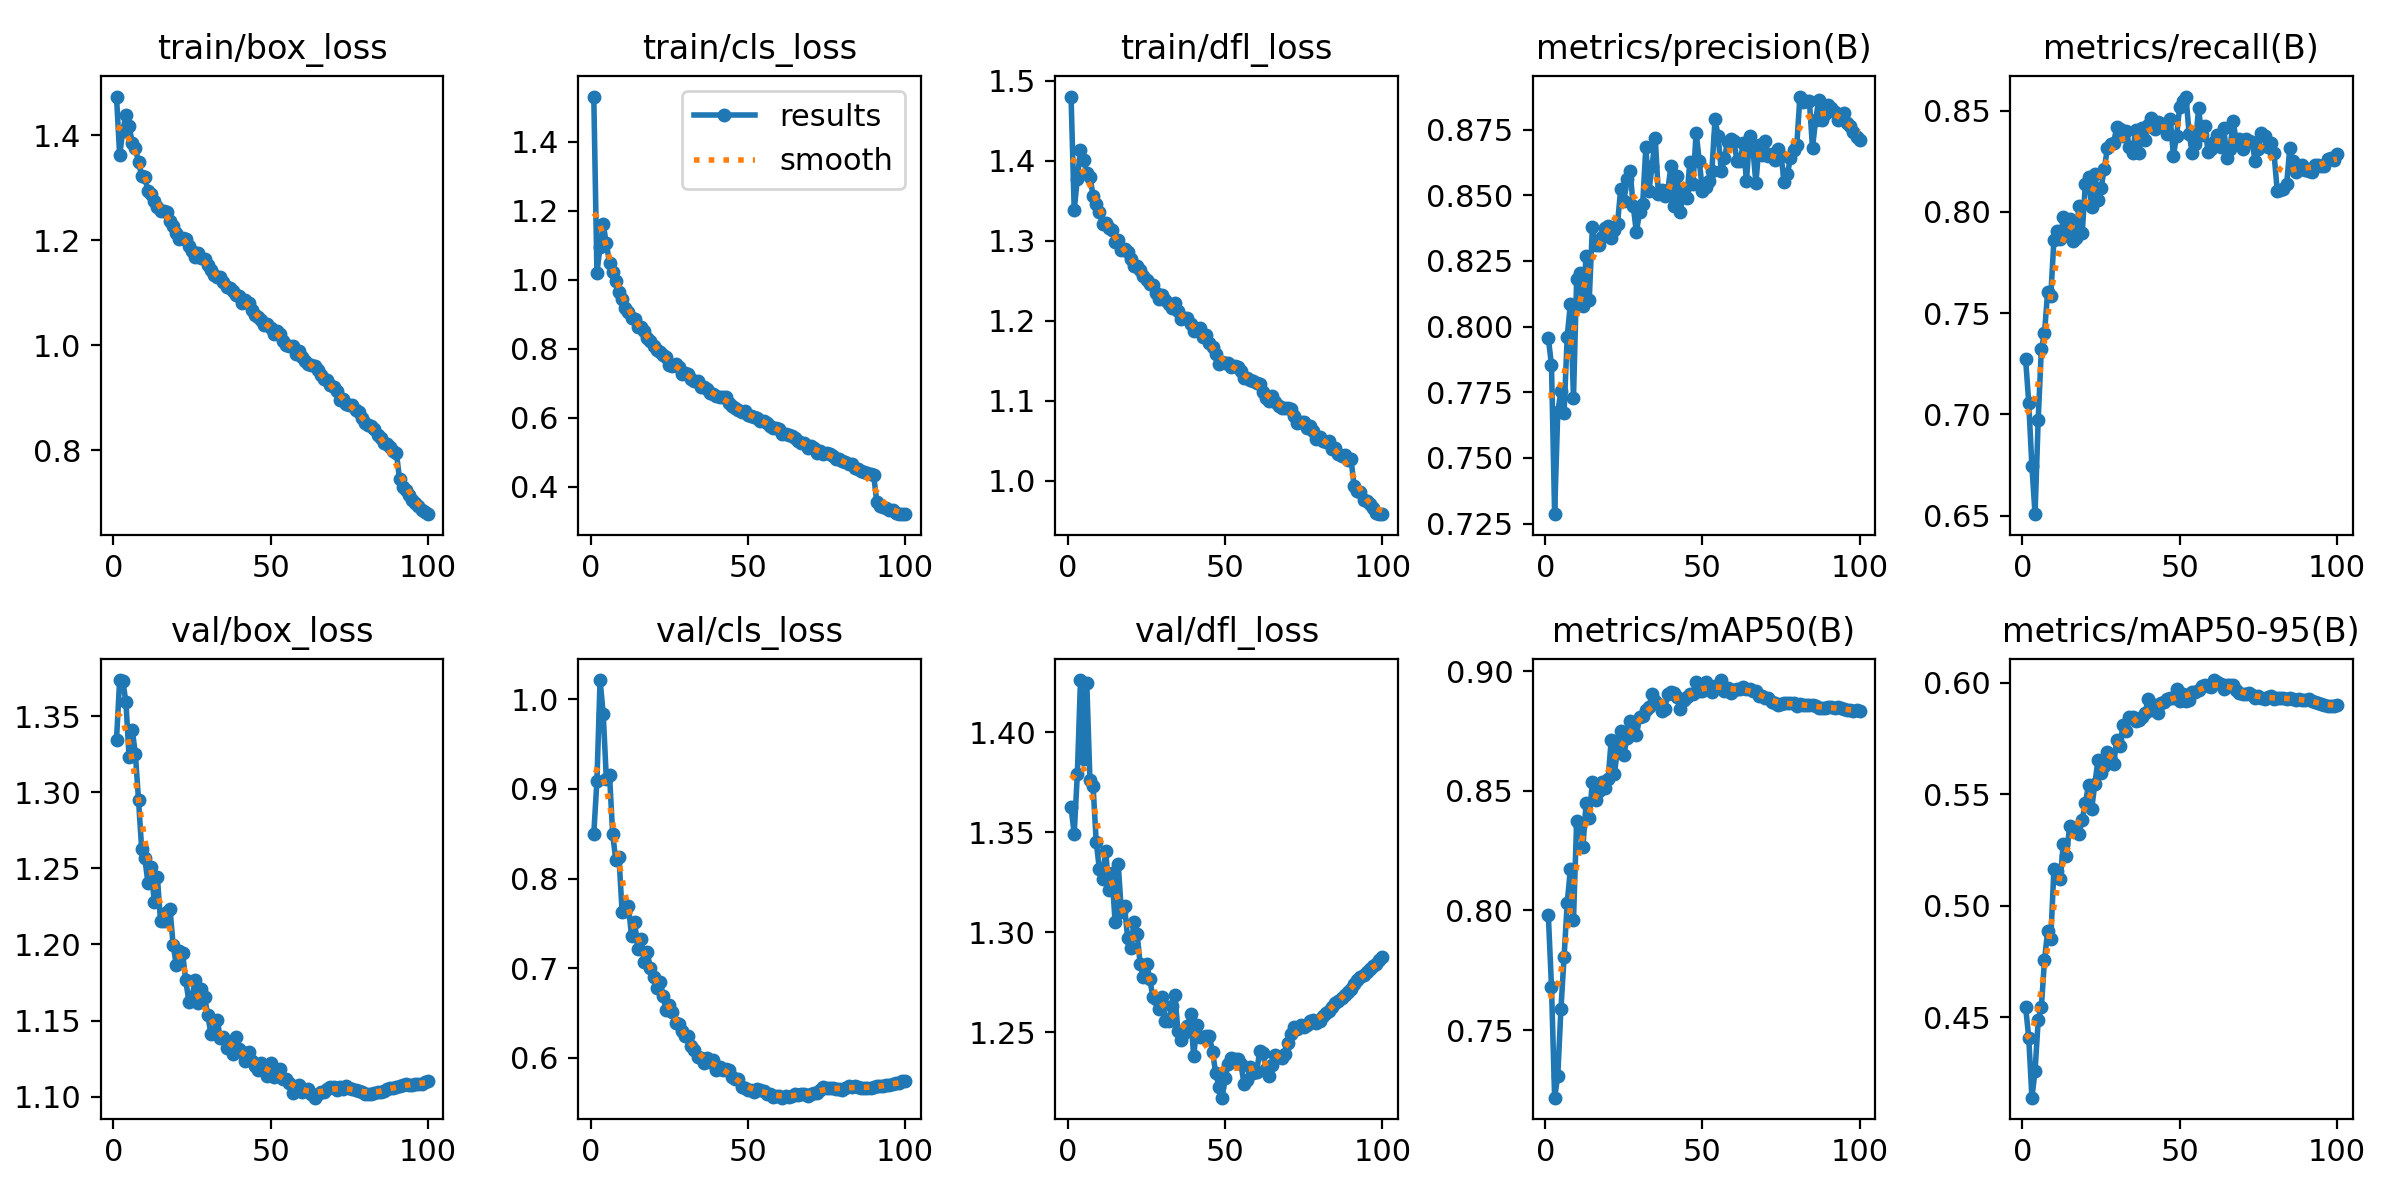 train/box_loss
1.4
1.2
1.0
0.8
0 50 100
train/cls_loss
results
smooth
1.4
1.2
1.0
0.8
0.6
0.4
0 50 100
train/dfl_loss
1.5
1.4
1.3
1.2
1.1
1.0
0 50 100
metrics/precision(B)
0.875
0.850
0.825
0.800
0.775
0.750
0.725
0 50 100
metrics/recall(B)
0.85
0.80
0.75
0.70
0.65
0 50 100
val/box_loss
1.35
1.30
1.25
1.20
1.15
1.10
0 50 100
val/cls_loss
1.0
0.9
0.8
0.7
0.6
0 50 100
val/dfl_loss
1.40
1.35
1.30
1.25
0 50 100
metrics/mAP50(B)
0.90
0.85
0.80
0.75
0 50 100
metrics/mAP50-95(B)
0.60
0.55
0.50
0.45
0 50 100